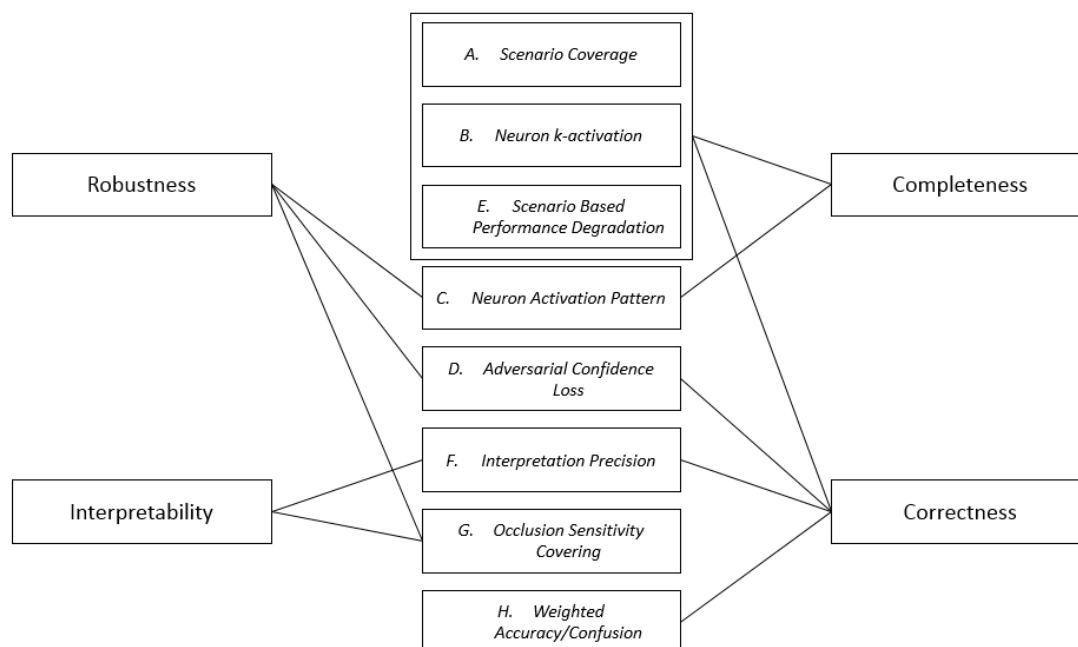 A. Scenario Coverage
B. Neuron k-activation
Robustness
Completeness
E. Scenario Based
Performance Degradation
C. Neuron Activation Pattern
D. Adversarial Confidence
Loss
F. Interpretation Precision
Interpretability
Correctness
G. Occlusion Sensitivity
Covering
H. Weighted
Accuracy/Confusion